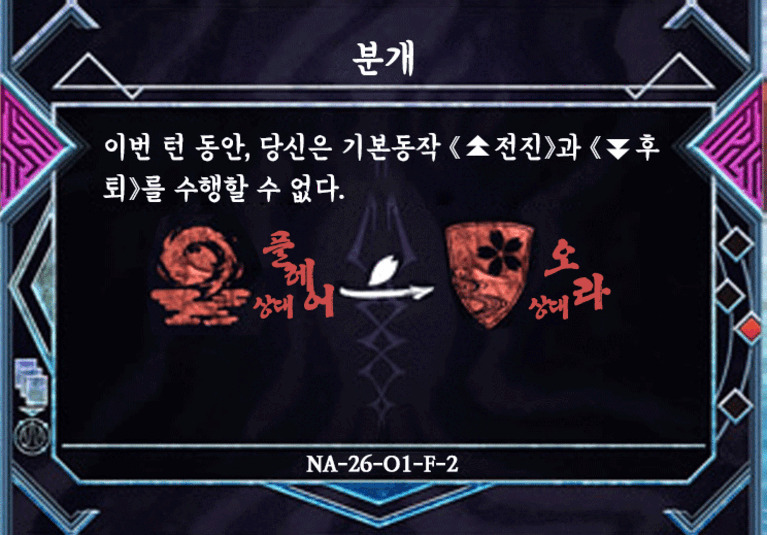 분개
이번 턴 동안, 당신은 기본동작 《전진》과 《후
퇴》를 수행할 수 없다.
상대 플레어
상대 오라
NA-26-O1-F-2